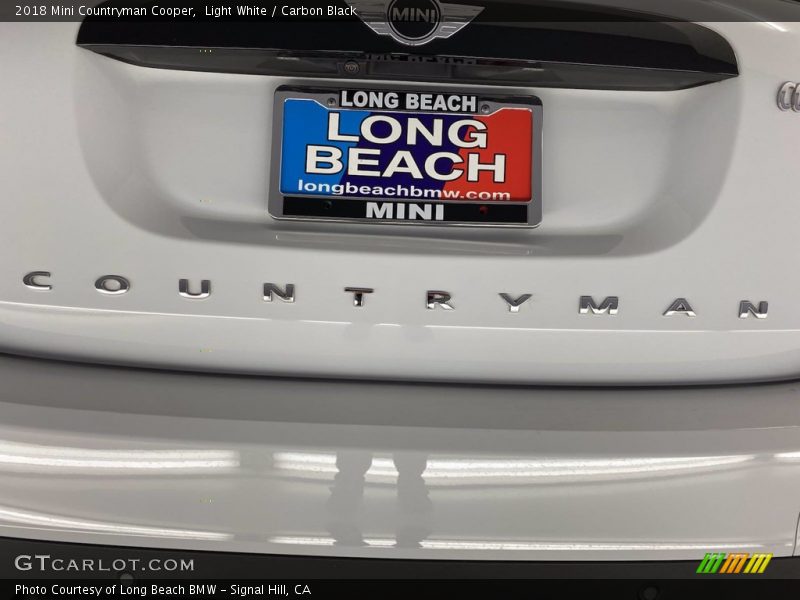 2018 Mini Countryman Cooper,  Light White / Carbon Black
MINI
LONG BEACH
LONG
BEACH
longbeachbmw.com
MINI
COUNTRYMAN
GTCARLOT.COM
Photo Courtesy of Long Beach BMW - Signal Hill, CA